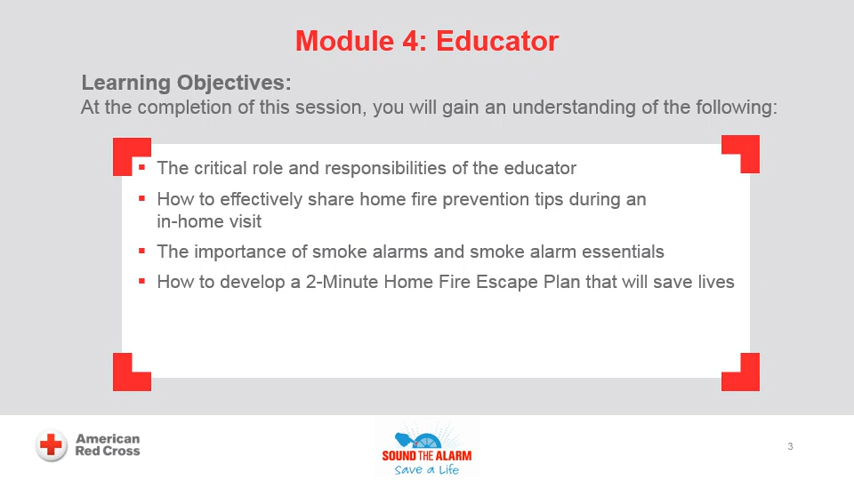 Module 4: Educator
Learning Objectives:
At the completion of this session, you will gain an understanding of the following:
▪ The critical role and responsibilities of the educator
▪ How to effectively share home fire prevention tips during an
in-home visit
▪ The importance of smoke alarms and smoke alarm essentials
▪ How to develop a 2-Minute Home Fire Escape Plan that will save lives
American
Red Cross
SOUND THE ALARM
Save a Life
3